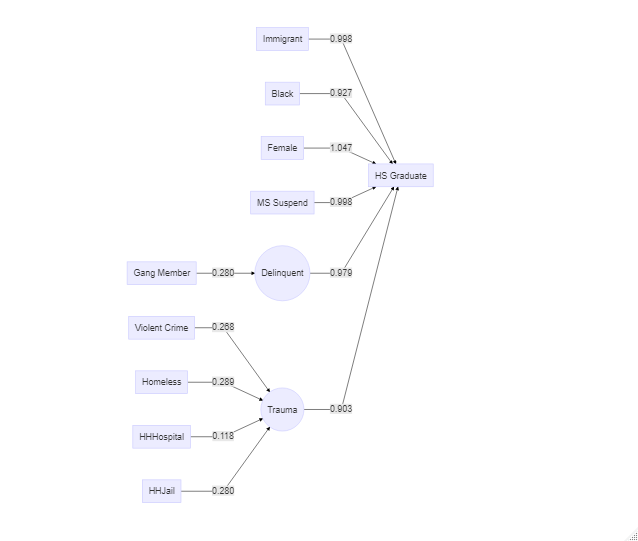 Immigrant 0.998
Black 0.927
Female 1.047
HS Graduate
MS Suspend 0.998
Gang Member 0.280 Delinquent 0.979
Violent Crime 0.268
Homeless 0.289
Trauma 0.903
HHHospital 0.118
HHJail 0.280